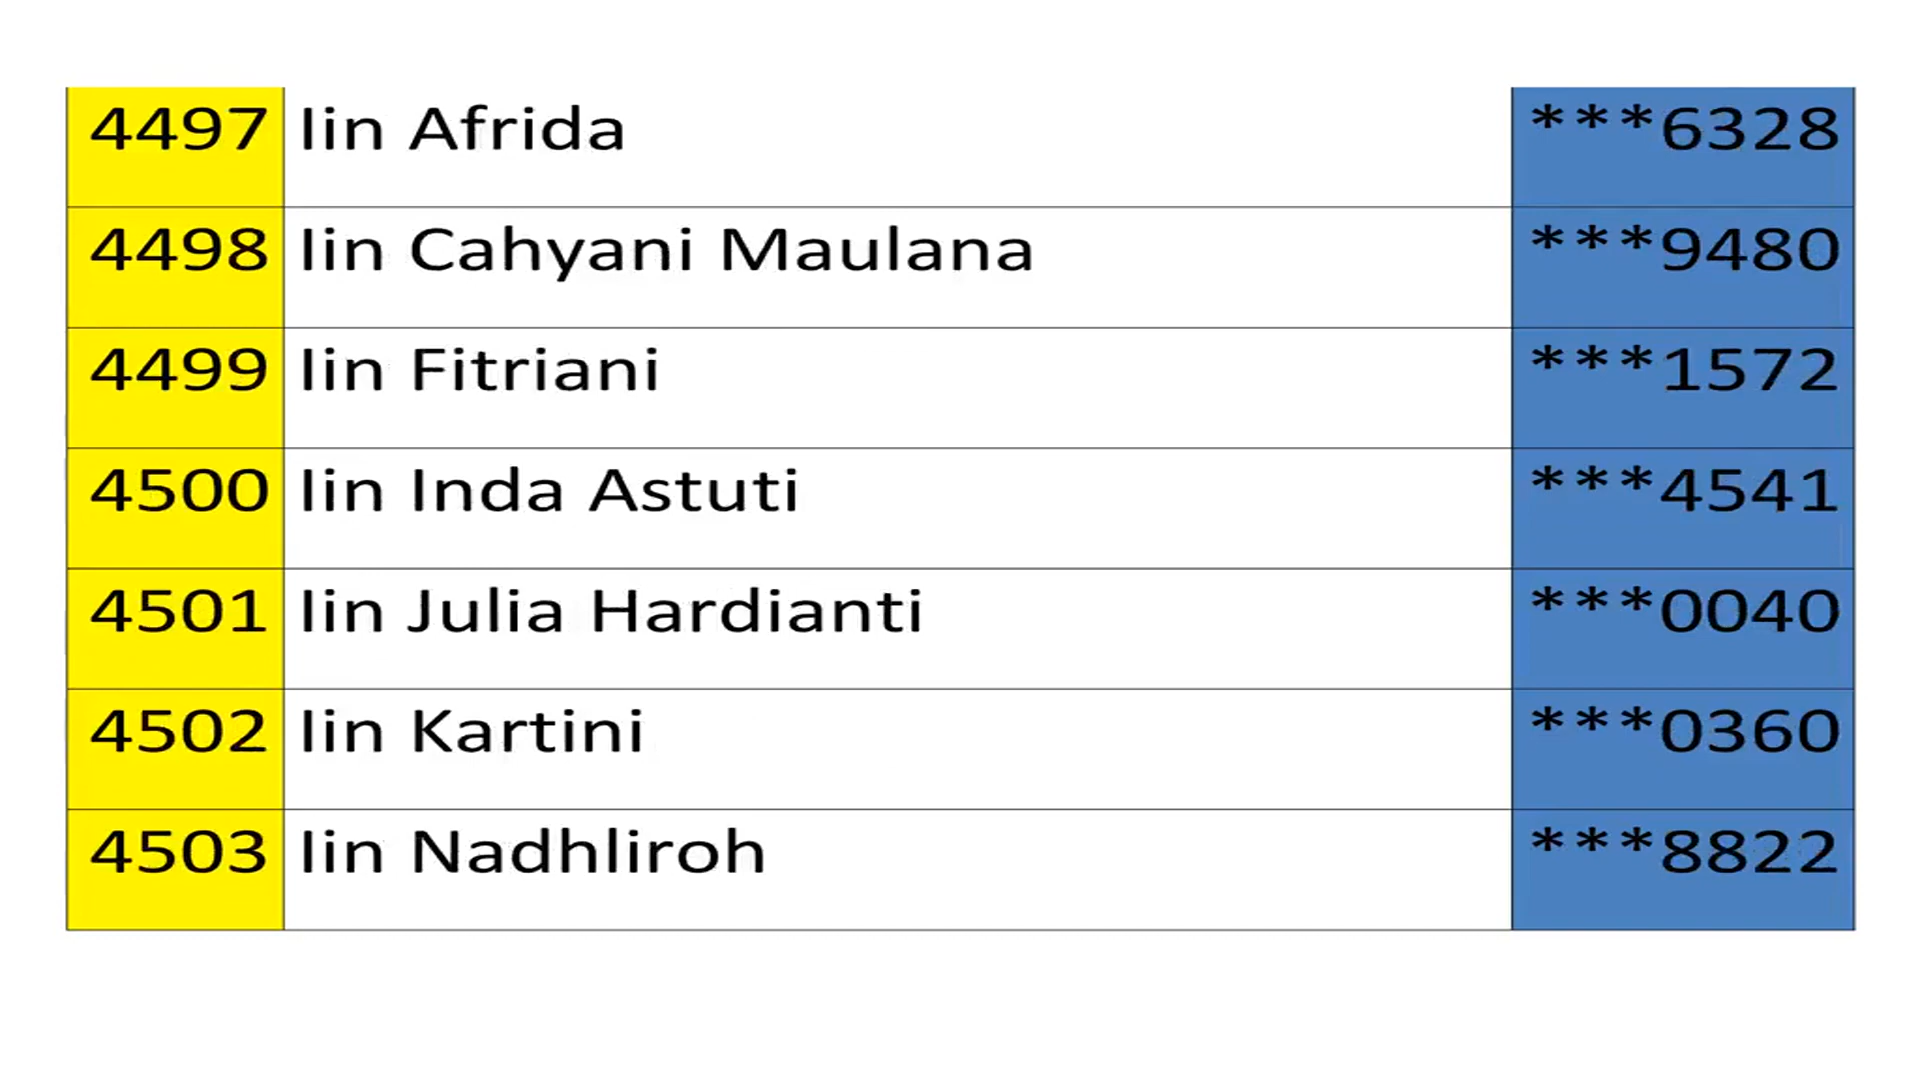 4497 Iin Afrida ***6328
4498 Iin Cahyani Maulana ***9480
4499 Iin Fitriani ***1572
4500 Iin Inda Astuti ***4541
4501 Iin Julia Hardianti ***0040
4502 Iin Kartini ***0360
4503 Iin Nadhliroh ***8822